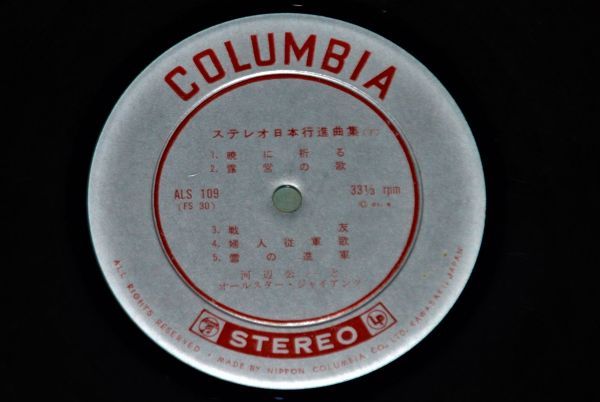 COLUMBIA
ステレオ日本行進曲集
1. 暁に祈る
2. 露営の歌
ALS 109
(FS 30)
33⅓ rpm
3. 戦友
4. 婦人従軍歌
5. 雪の進軍
河辺公一と
オールスター・ジャイアンツ
STEREO
LP
ALL RIGHTS RESERVED · MADE BY NIPPON COLUMBIA CO., LTD. KAWASAKI, JAPAN